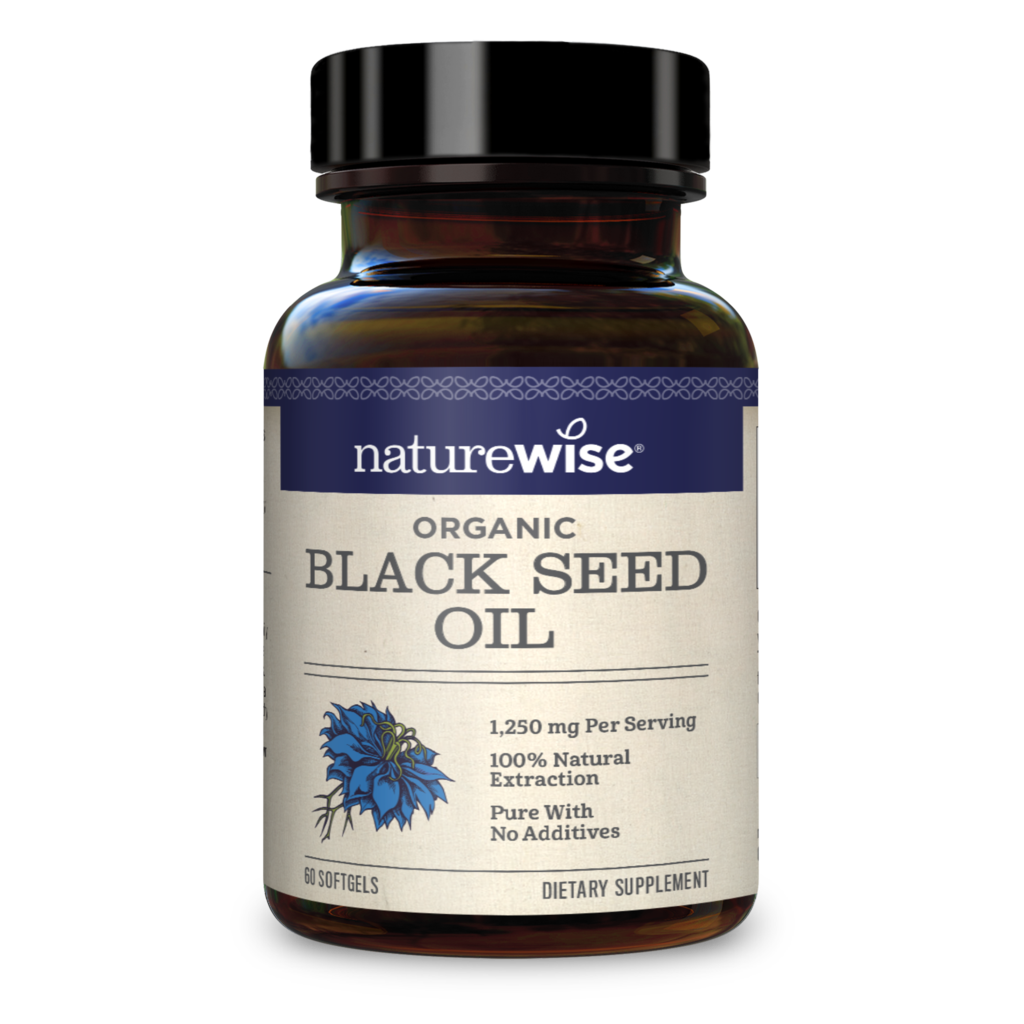 naturewise®
ORGANIC
BLACK SEED
OIL
1,250 mg Per Serving
100% Natural
Extraction
Pure With
No Additives
60 SOFTGELS
DIETARY SUPPLEMENT